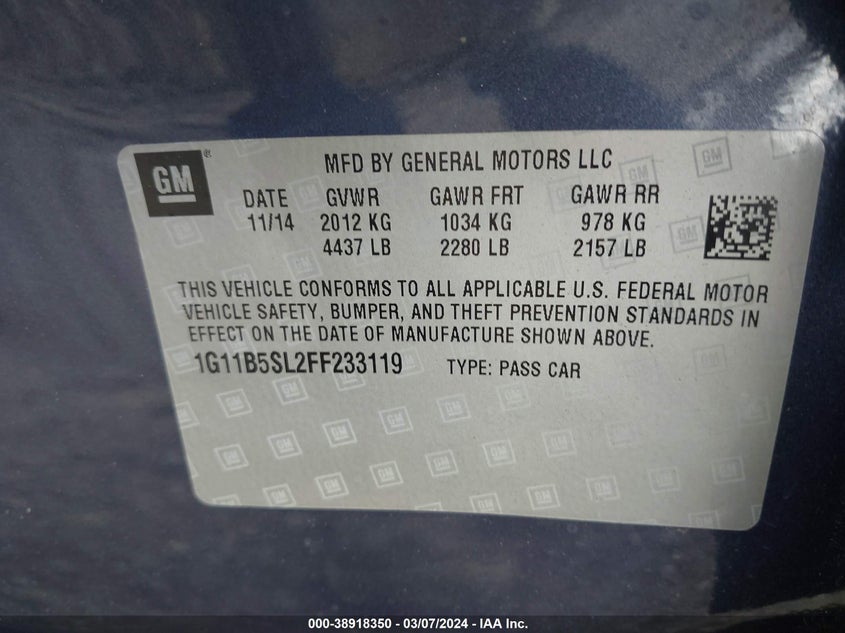 GM® MFD BY GENERAL MOTORS LLC
DATE GVWR GAWR FRT GAWR RR
11/14 2012 KG 1034 KG 978 KG
4437 LB 2280 LB 2157 LB
THIS VEHICLE CONFORMS TO ALL APPLICABLE U.S. FEDERAL MOTOR
VEHICLE SAFETY, BUMPER, AND THEFT PREVENTION STANDARDS IN
EFFECT ON THE DATE OF MANUFACTURE SHOWN ABOVE.
1G11B5SL2FF233119 TYPE: PASS CAR
000-38918350 - 03/07/2024 - IAA Inc.